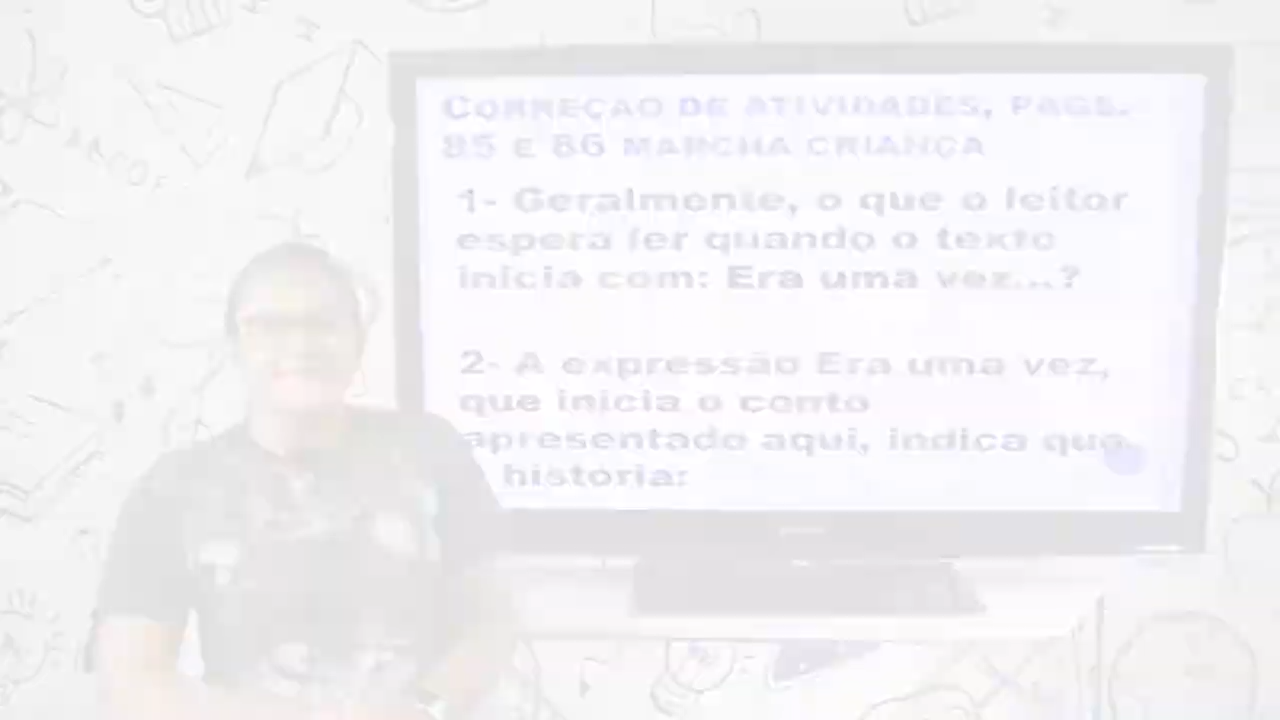 CORREÇÃO DE ATIVIDADES, PAGS.
85 E 86 MARCHA CRIANÇA
1- Geralmente, o que o leitor
espera ler quando o texto
inicia com: Era uma vez...?
2- A expressão Era uma vez,
que inicia o conto
apresentado aqui, indica que
história: